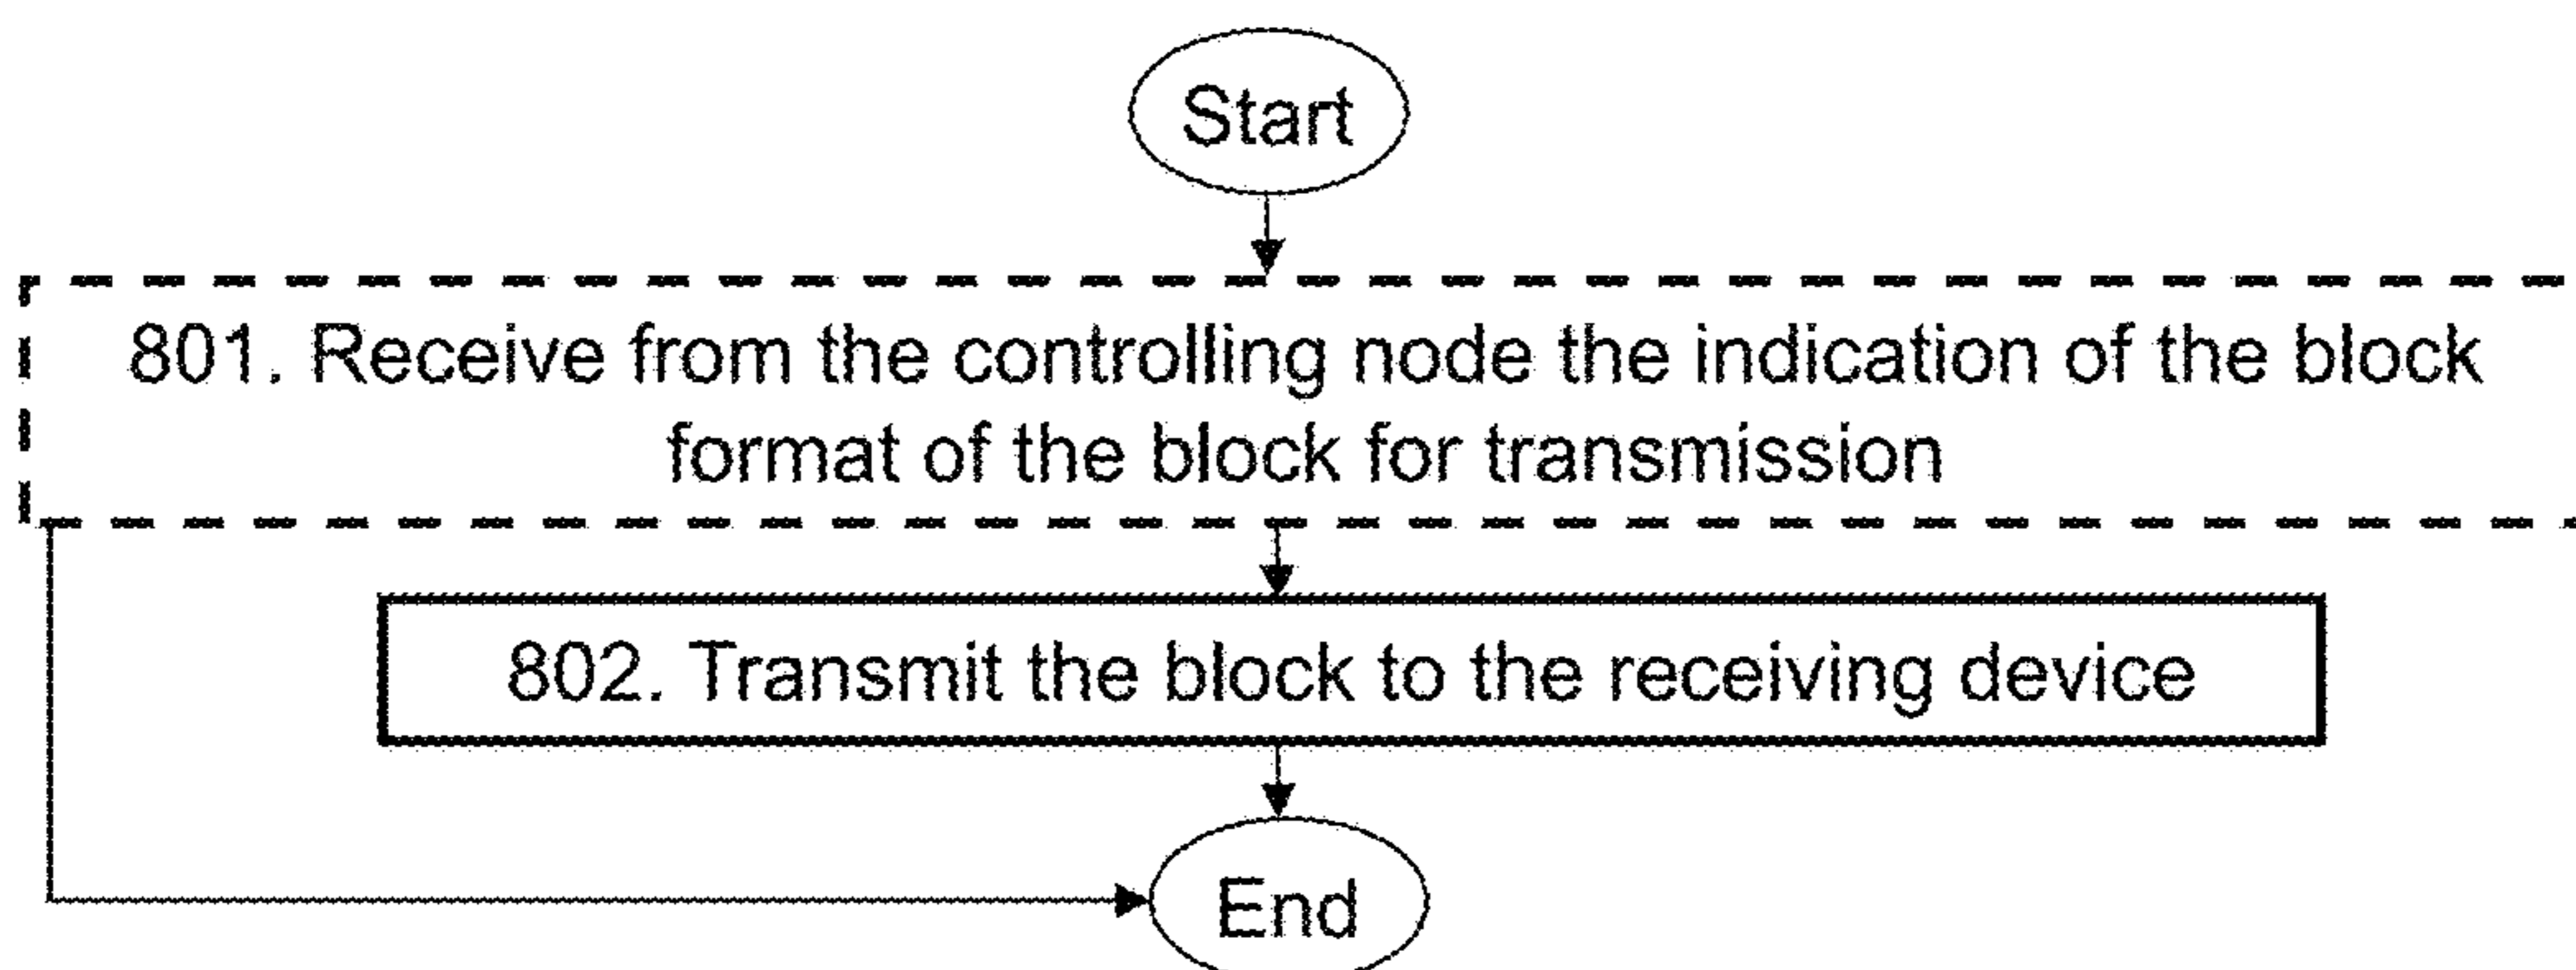 Start
801. Receive from the controlling node the indication of the block
format of the block for transmission
802. Transmit the block to the receiving device
End